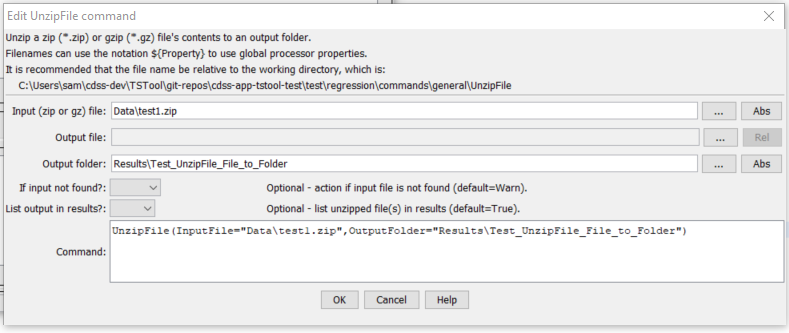 Edit UnzipFile command
Unzip a zip (*.zip) or gzip (*.gz) file's contents to an output folder.
Filenames can use the notation ${Property} to use global processor properties.
It is recommended that the file name be relative to the working directory, which is:
C:\Users\sam\cdss-dev\TSTool\git-repos\cdss-app-tstool-test\test\regression\commands\general\UnzipFile
Input (zip or gz) file: Data\test1.zip ... Abs
Output file: ... Rel
Output folder: Results\Test_UnzipFile_File_to_Folder ... Abs
If input not found?: Optional - action if input file is not found (default=Warn).
List output in results?: Optional - list unzipped file(s) in results (default=True).
UnzipFile(InputFile="Data\test1.zip",OutputFolder="Results\Test_UnzipFile_File_to_Folder")
Command:
OK Cancel Help